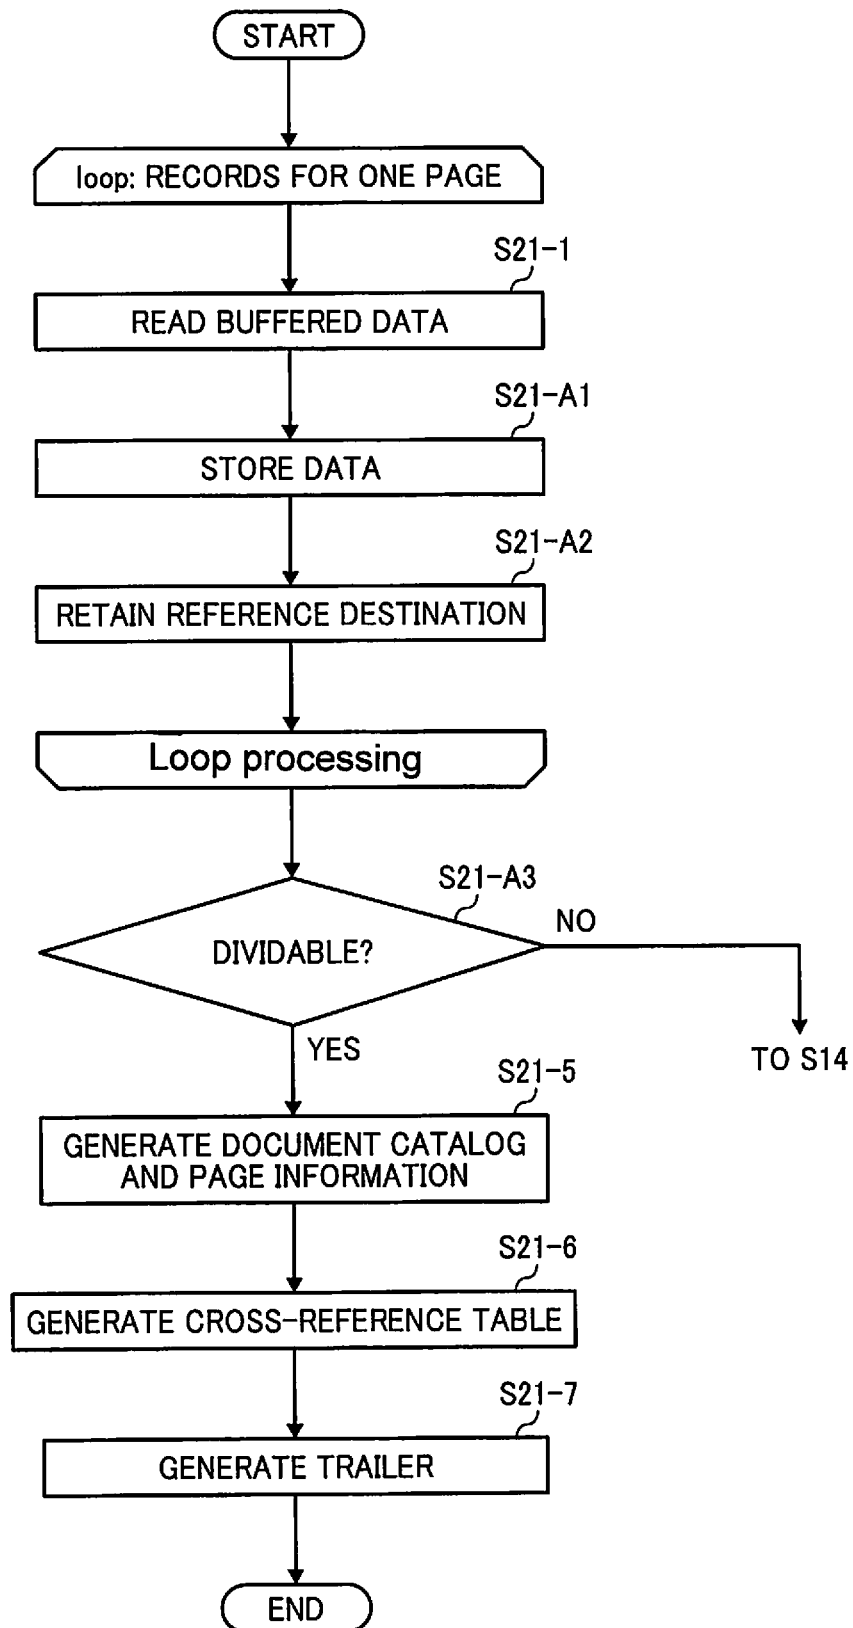 START
loop: RECORDS FOR ONE PAGE
S21-1
READ BUFFERED DATA
S21-A1
STORE DATA
S21-A2
RETAIN REFERENCE DESTINATION
Loop processing
S21-A3
DIVIDABLE?
NO
YES
TO S14
S21-5
GENERATE DOCUMENT CATALOG
AND PAGE INFORMATION
S21-6
GENERATE CROSS-REFERENCE TABLE
S21-7
GENERATE TRAILER
END